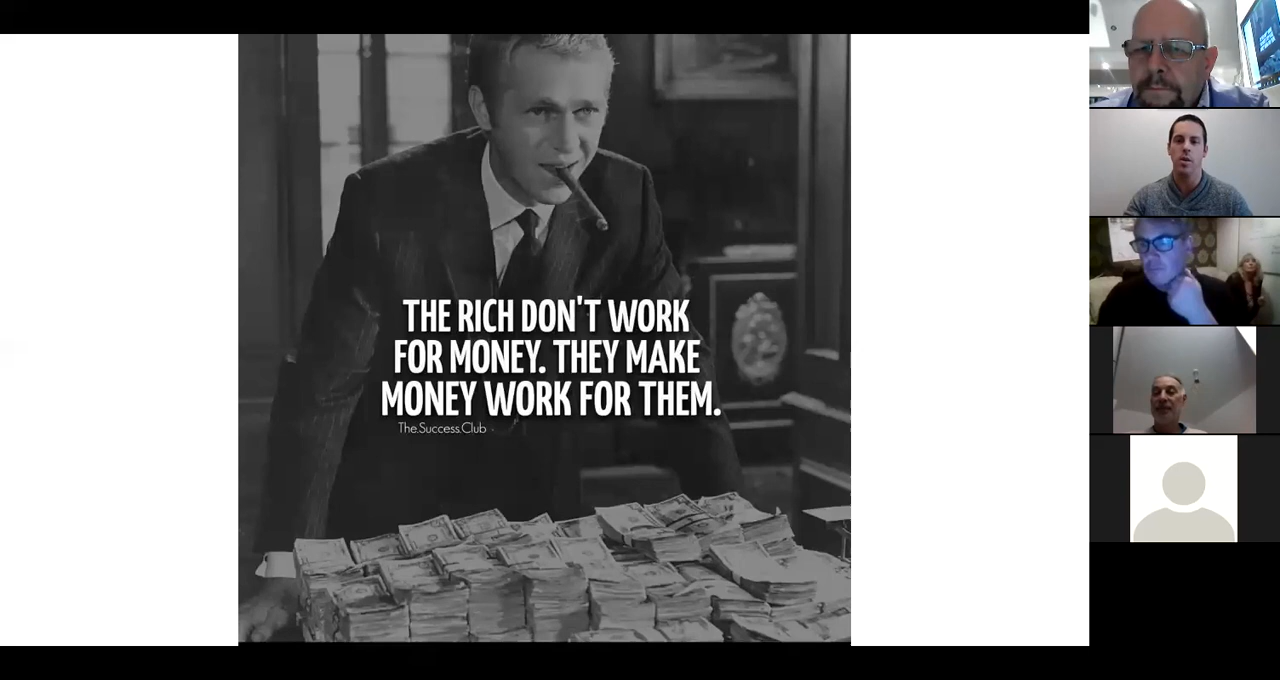 THE RICH DON'T WORK
FOR MONEY. THEY MAKE
MONEY WORK FOR THEM.
The.Success.Club